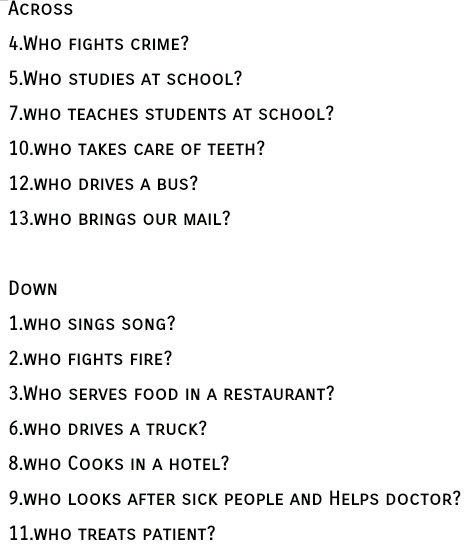 Across
4.Who fights crime?
5.Who studies at school?
7.who teaches students at school?
10.who takes care of teeth?
12.who drives a bus?
13.who brings our mail?
Down
1.who sings song?
2.who fights fire?
3.Who serves food in a restaurant?
6.who drives a truck?
8.who Cooks in a hotel?
9.who looks after sick people and Helps doctor?
11.who treats patient?